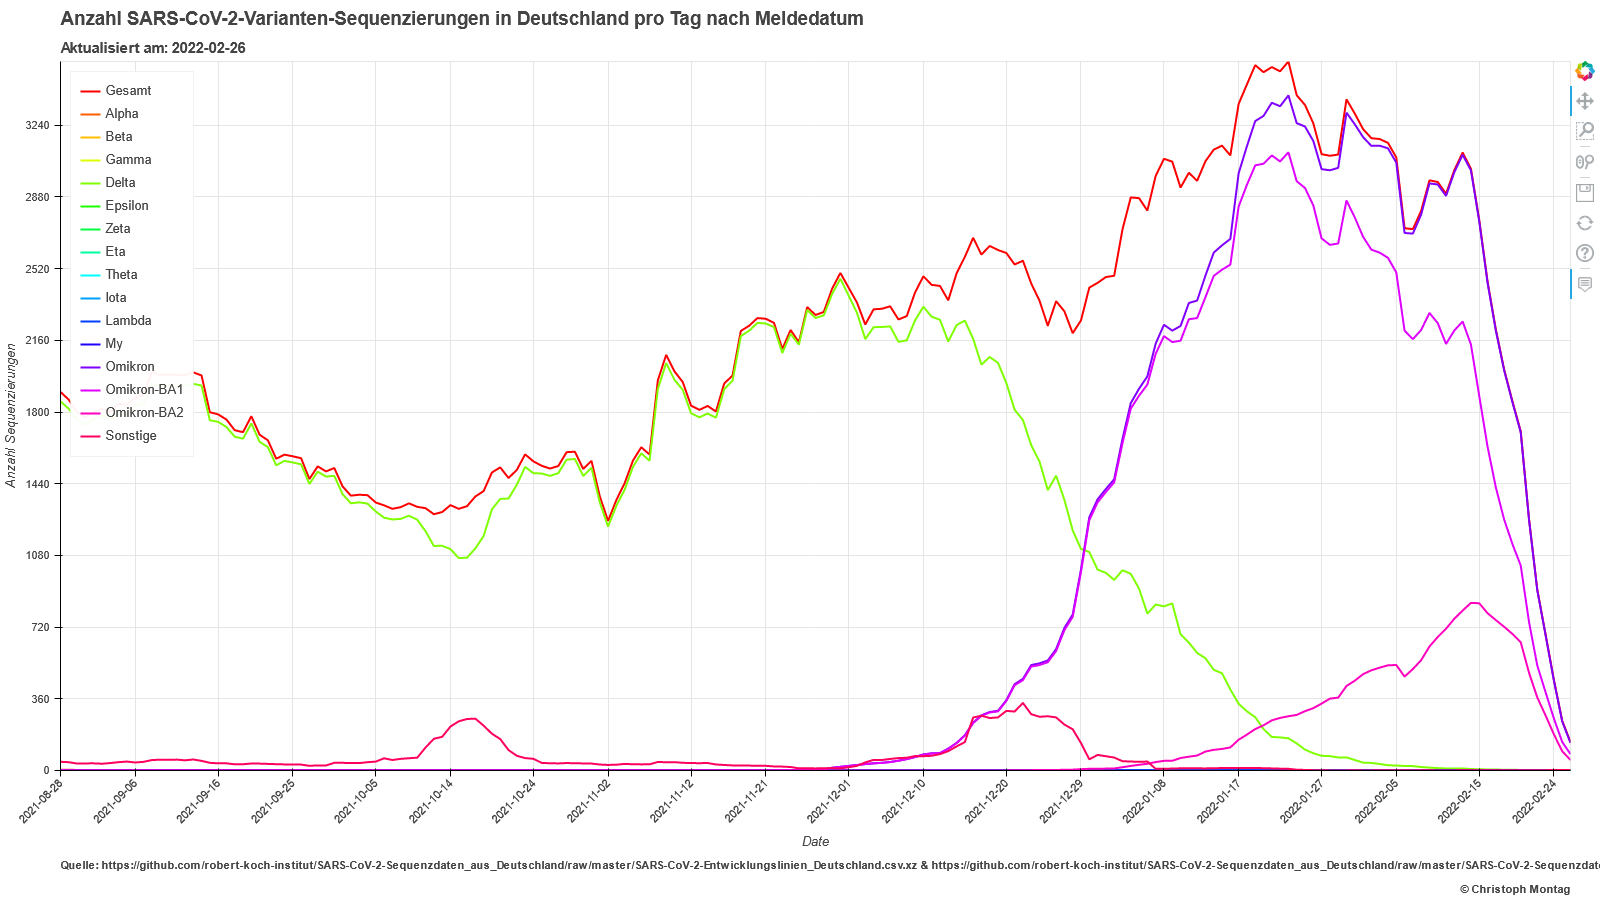 Anzahl SARS-CoV-2-Varianten-Sequenzierungen in Deutschland pro Tag nach Meldedatum
Aktualisiert am: 2022-02-26
Gesamt
Alpha
Beta
Gamma
Delta
Epsilon
Zeta
Eta
Theta
Iota
Lambda
My
Omikron
Omikron-BA1
Omikron-BA2
Sonstige
Anzahl Sequenzierungen
3240
2880
2520
2160
1800
1440
1080
720
360
0
2021-08-28
2021-09-06
2021-09-16
2021-09-25
2021-10-05
2021-10-14
2021-10-24
2021-11-02
2021-11-12
2021-11-21
2021-12-01
2021-12-10
2021-12-20
2021-12-29
2022-01-08
2022-01-17
2022-01-27
2022-02-05
2022-02-15
2022-02-24
Date
Quelle: https://github.com/robert-koch-institut/SARS-CoV-2-Sequenzdaten_aus_Deutschland/raw/master/SARS-CoV-2-Entwicklungslinien_Deutschland.csv.xz & https://github.com/robert-koch-institut/SARS-CoV-2-Sequenzdaten_aus_Deutschland/raw/master/SARS-CoV-2-Sequenzdate
© Christoph Montag